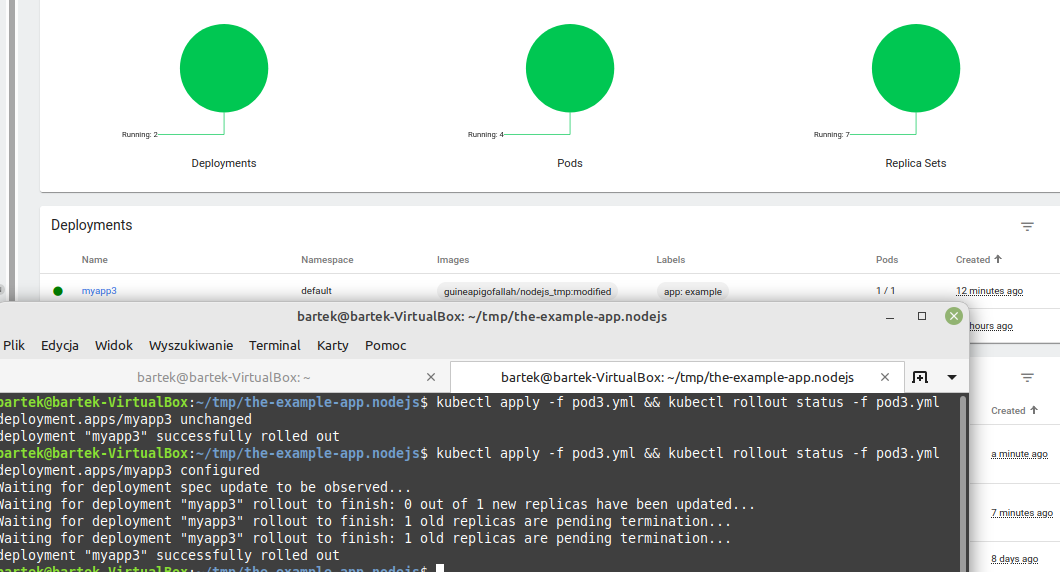 Running: 2
Running: 4
Running: 7
Deployments
Pods
Replica Sets
Deployments
Name Namespace Images Labels Pods Created
myapp3 default guineapigofallah/nodejs_tmp:modified app: example 1 / 1 12 minutes ago
hours ago
bartek@bartek-VirtualBox: ~/tmp/the-example-app.nodejs
Plik Edycja Widok Wyszukiwanie Terminal Karty Pomoc
bartek@bartek-VirtualBox: ~
bartek@bartek-VirtualBox: ~/tmp/the-example-app.nodejs
Created
a minute ago
7 minutes ago
8 days ago
bartek@bartek-VirtualBox:~/tmp/the-example-app.nodejs$ kubectl apply -f pod3.yml && kubectl rollout status -f pod3.yml
deployment.apps/myapp3 unchanged
deployment "myapp3" successfully rolled out
bartek@bartek-VirtualBox:~/tmp/the-example-app.nodejs$ kubectl apply -f pod3.yml && kubectl rollout status -f pod3.yml
deployment.apps/myapp3 configured
Waiting for deployment spec update to be observed...
Waiting for deployment "myapp3" rollout to finish: 0 out of 1 new replicas have been updated...
Waiting for deployment "myapp3" rollout to finish: 1 old replicas are pending termination...
Waiting for deployment "myapp3" rollout to finish: 1 old replicas are pending termination...
deployment "myapp3" successfully rolled out
bartek@bartek-VirtualBox:~/tmp/the-example-app.nodejs$